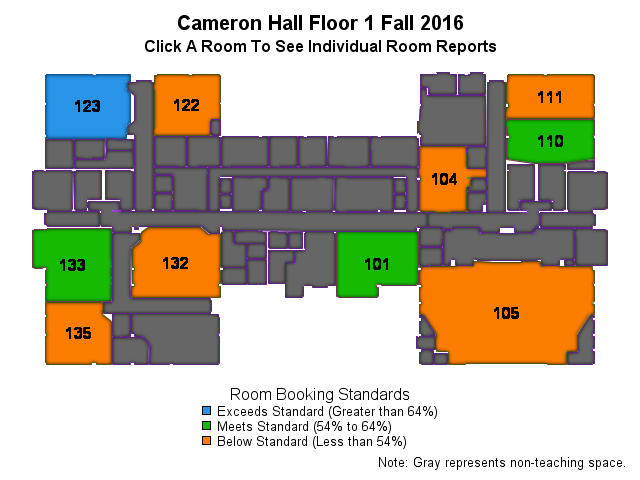 Cameron Hall Floor 1 Fall 2016
Click A Room To See Individual Room Reports
123
122
111
110
104
133
132
101
105
135
Room Booking Standards
Exceeds Standard (Greater than 64%)
Meets Standard (54% to 64%)
Below Standard (Less than 54%)
Note: Gray represents non-teaching space.